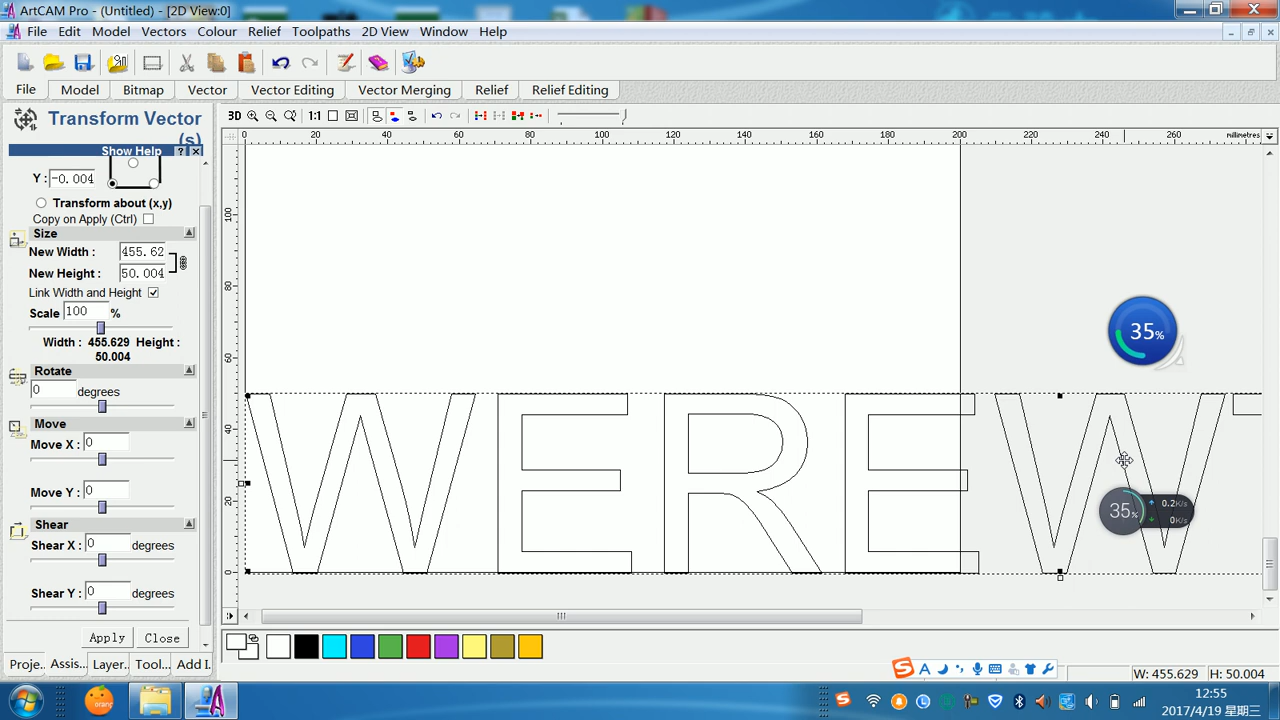 ArtCAM Pro - (Untitled) - [2D View:0]
File Edit Model Vectors Colour Relief Toolpaths 2D View Window Help
File Model Bitmap Vector Vector Editing Vector Merging Relief Relief Editing
Transform Vector
(s)
Show Help ?
3D 1:1
0 20 40 60 80 100 120 140 160 180 200 220 240 260 millimetres
Y : -0.004
Transform about (x,y)
Copy on Apply (Ctrl)
Size
New Width : 455.62
New Height : 50.004
Link Width and Height
Scale 100 %
Width : 455.629 Height :
50.004
Rotate
0 degrees
Move
Move X : 0
Move Y : 0
Shear
Shear X : 0 degrees
Shear Y : 0 degrees
Apply Close
Proje. Assis.. Layer. Tool... Add I.
100
80
60
40
20
0
WEREW
35%
35% 0.2K/s
0K/s
W: 455.629 H: 50.004
orange
12:55
2017/4/19 星期三